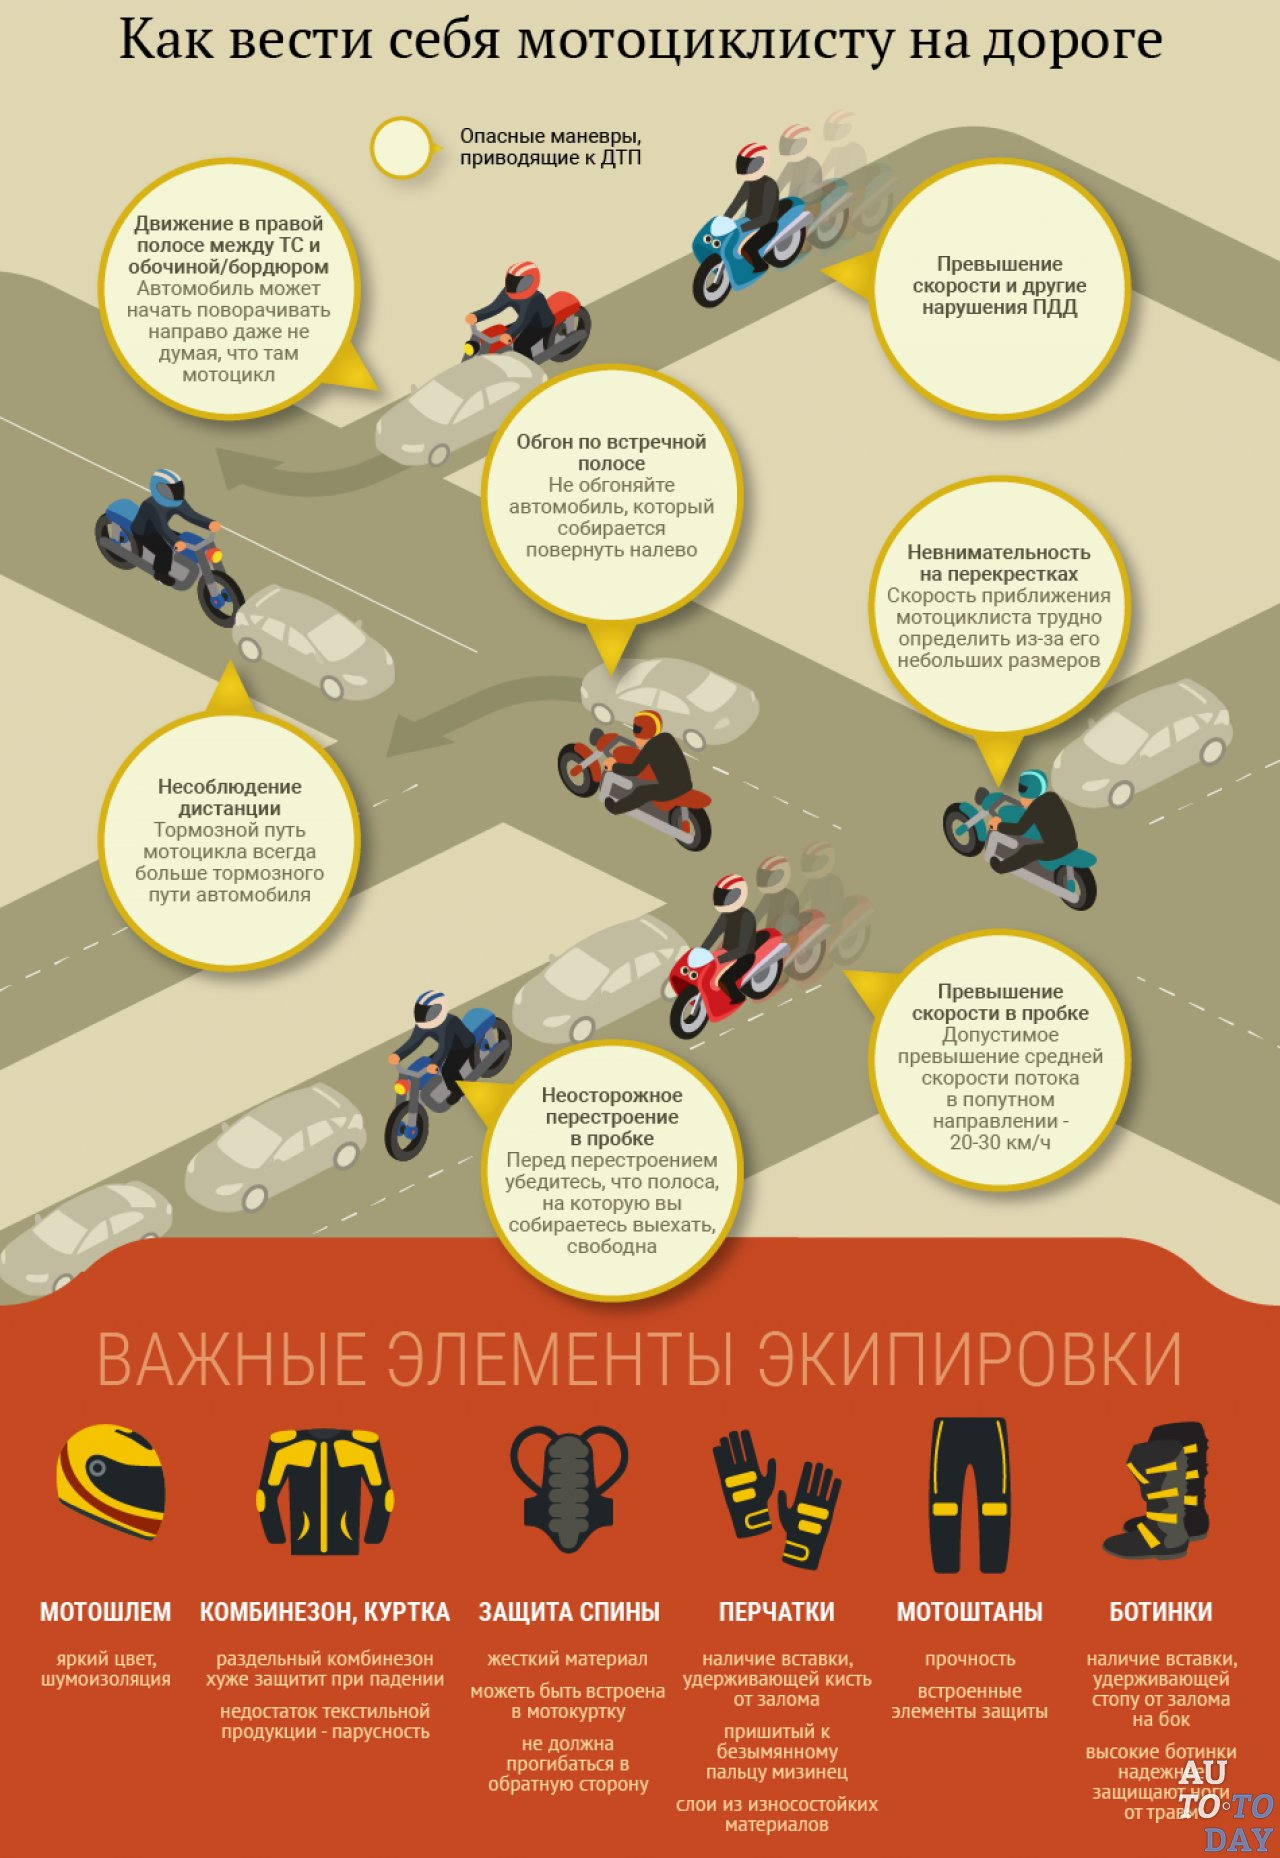 Как вести себя мотоциклисту на дороге
Опасные маневры,
приводящие к ДТП
Движение в правой
полосе между ТС и
обочиной/бордюром
Автомобиль может
начать поворачивать
направо даже не
думая, что там
мотоцикл
Превышение
скорости и другие
нарушения ПДД
Обгон по встречной
полосе
Не обгоняйте
автомобиль, который
собирается
повернуть налево
Невнимательность
на перекрестках
Скорость приближения
мотоциклиста трудно
определить из-за его
небольших размеров
Несоблюдение
дистанции
Тормозной путь
мотоцикла всегда
больше тормозного
пути автомобиля
Превышение
скорости в пробке
Допустимое
превышение средней
скорости потока
в попутном
направлении -
20-30 км/ч
Неосторожное
перестроение
в пробке
Перед перестроением
убедитесь, что полоса,
на которую вы
собираетесь выехать,
свободна
ВАЖНЫЕ ЭЛЕМЕНТЫ ЭКИПИРОВКИ
МОТОШЛЕМ
яркий цвет,
шумоизоляция
КОМБИНЕЗОН, КУРТКА
раздельный комбинезон
хуже защитит при падении
недостаток текстильной
продукции - парусность
ЗАЩИТА СПИНЫ
жесткий материал
можеть быть встроена
в мотокуртку
не должна
прогибаться в
обратную сторону
ПЕРЧАТКИ
наличие вставки,
удерживающей кисть
от залома
пришитый к
безымянному
пальцу мизинец
слои из износостойких
материалов
МОТОШТАНЫ
прочность
встроенные
элементы защиты
БОТИНКИ
наличие вставки,
удерживающей
стопу от залома
на бок
высокие ботинки
надежнее
защищают ноги
от травм
AU
TO•TO
DAY